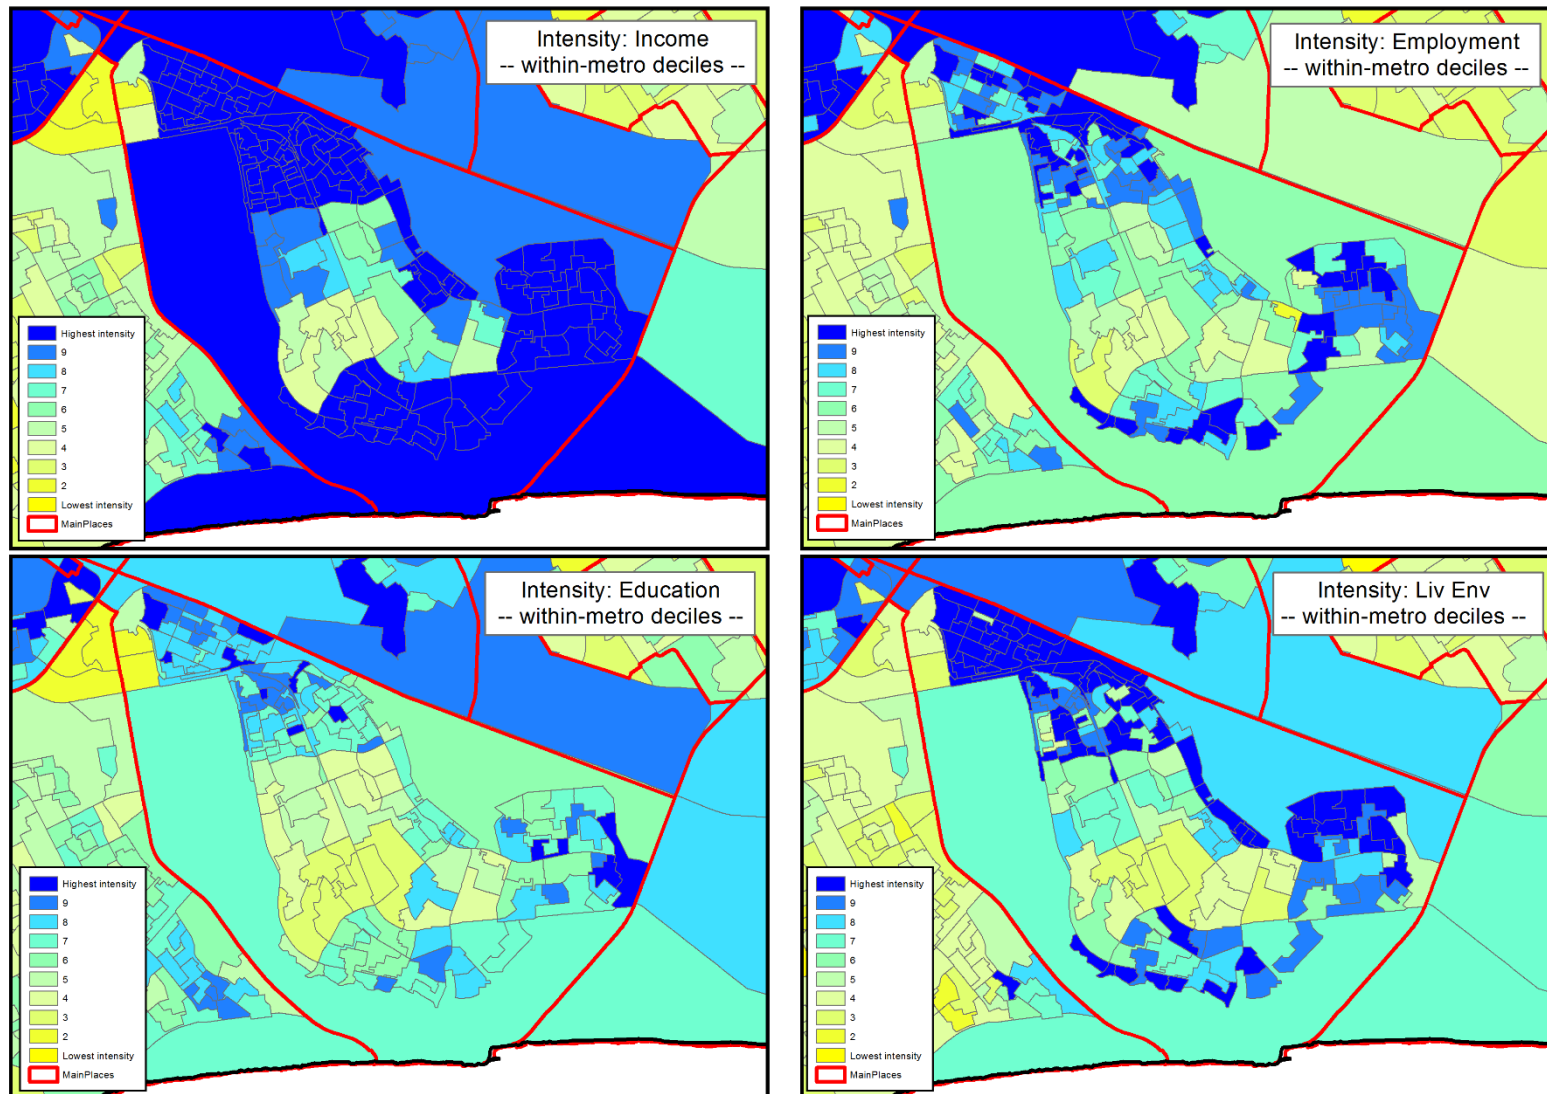 Intensity: Income
-- within-metro deciles --
Highest intensity
9
8
7
6
5
4
3
2
Lowest intensity
MainPlaces
Intensity: Employment
-- within-metro deciles --
Highest intensity
9
8
7
6
5
4
3
2
Lowest intensity
MainPlaces
Intensity: Education
-- within-metro deciles --
Highest intensity
9
8
7
6
5
4
3
2
Lowest intensity
MainPlaces
Intensity: Liv Env
-- within-metro deciles --
Highest intensity
9
8
7
6
5
4
3
2
Lowest intensity
MainPlaces